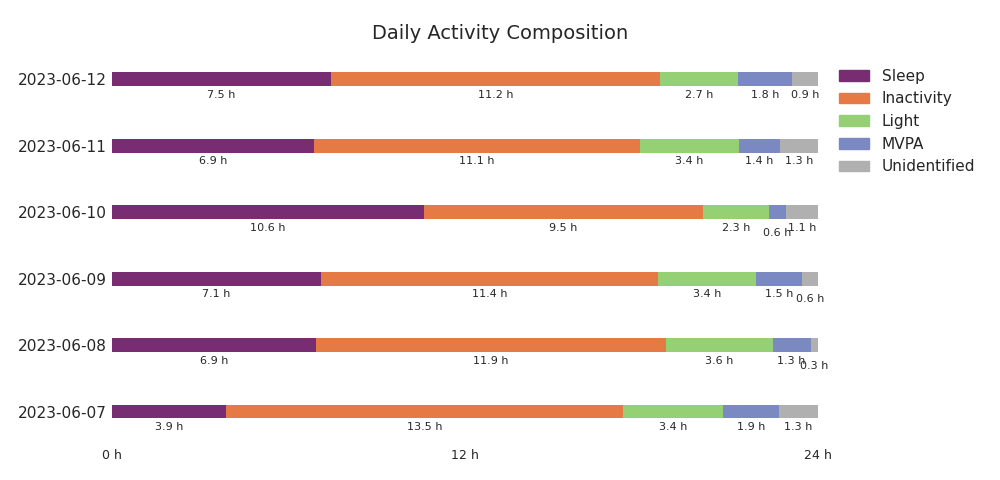 Daily Activity Composition
2023-06-12
7.5 h 11.2 h 2.7 h 1.8 h 0.9 h
2023-06-11
6.9 h 11.1 h 3.4 h 1.4 h 1.3 h
2023-06-10
10.6 h 9.5 h 2.3 h 0.6 h 1.1 h
2023-06-09
7.1 h 11.4 h 3.4 h 1.5 h 0.6 h
2023-06-08
6.9 h 11.9 h 3.6 h 1.3 h 0.3 h
2023-06-07
3.9 h 13.5 h 3.4 h 1.9 h 1.3 h
0 h 12 h 24 h
Sleep
Inactivity
Light
MVPA
Unidentified